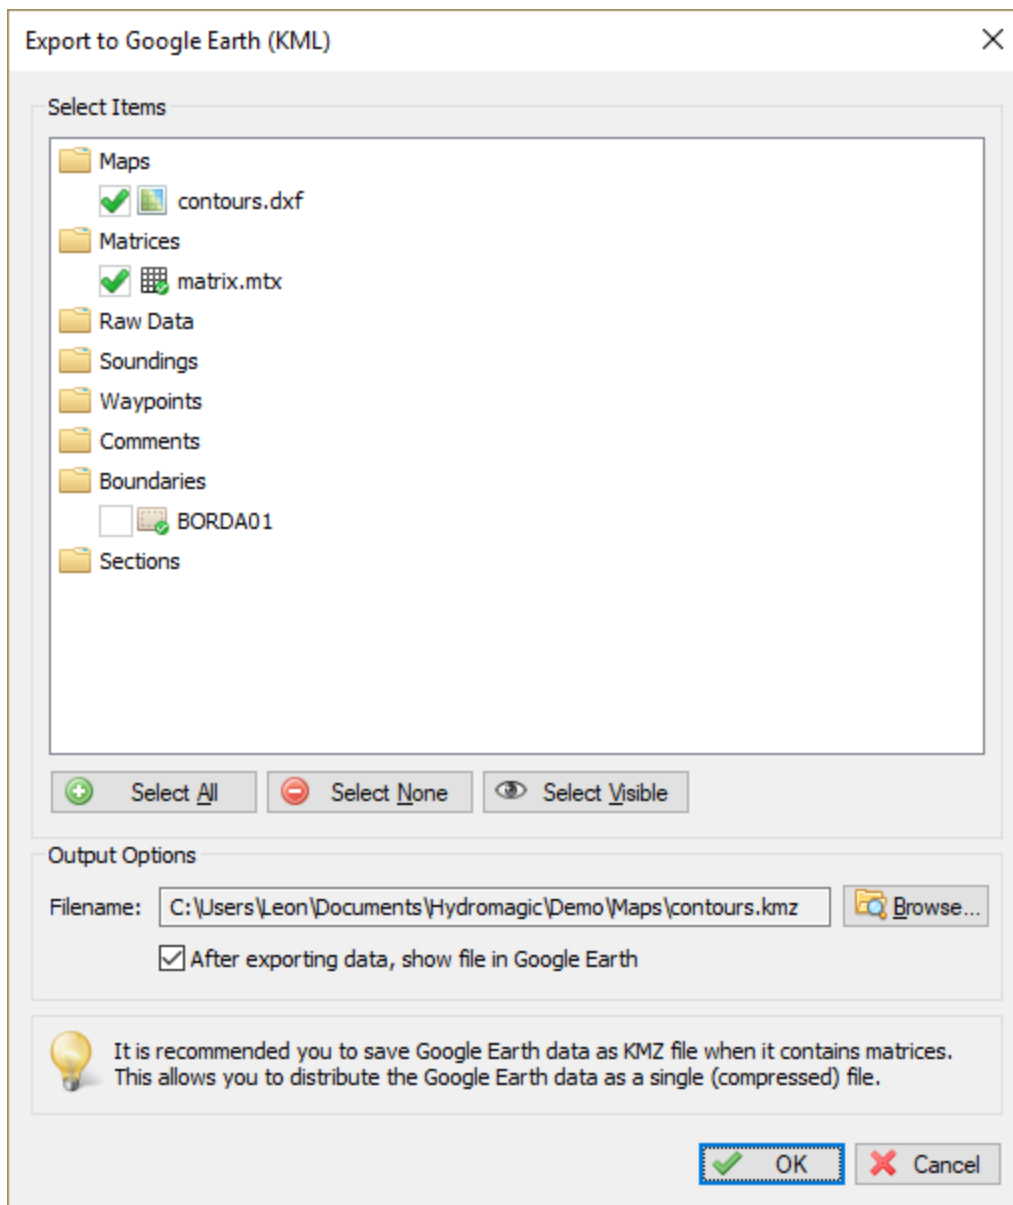 Export to Google Earth (KML)
Select Items
Maps
contours.dxf
Matrices
matrix.mtx
Raw Data
Soundings
Waypoints
Comments
Boundaries
BORDA01
Sections
Select All Select None Select Visible
Output Options
Filename: C:\Users\Leon\Documents\Hydromagic\Demo\Maps\contours.kmz Browse...
After exporting data, show file in Google Earth
It is recommended you to save Google Earth data as KMZ file when it contains matrices.
This allows you to distribute the Google Earth data as a single (compressed) file.
OK Cancel